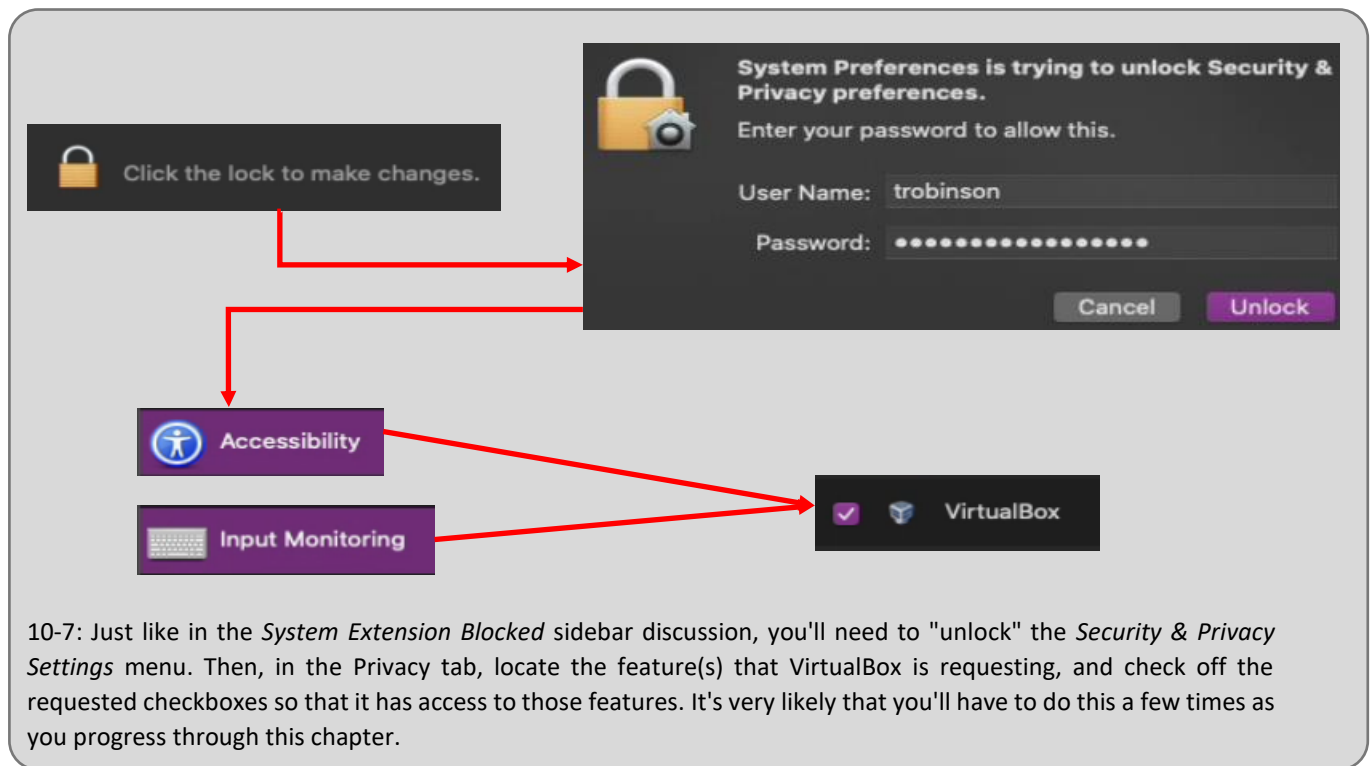 Click the lock to make changes.
System Preferences is trying to unlock Security &
Privacy preferences.
Enter your password to allow this.
User Name: trobinson
Password: ●●●●●●●●●●●●●●●●●
Cancel Unlock
Accessibility
Input Monitoring
VirtualBox
10-7: Just like in the System Extension Blocked sidebar discussion, you'll need to "unlock" the Security & Privacy
Settings menu. Then, in the Privacy tab, locate the feature(s) that VirtualBox is requesting, and check off the
requested checkboxes so that it has access to those features. It's very likely that you'll have to do this a few times as
you progress through this chapter.